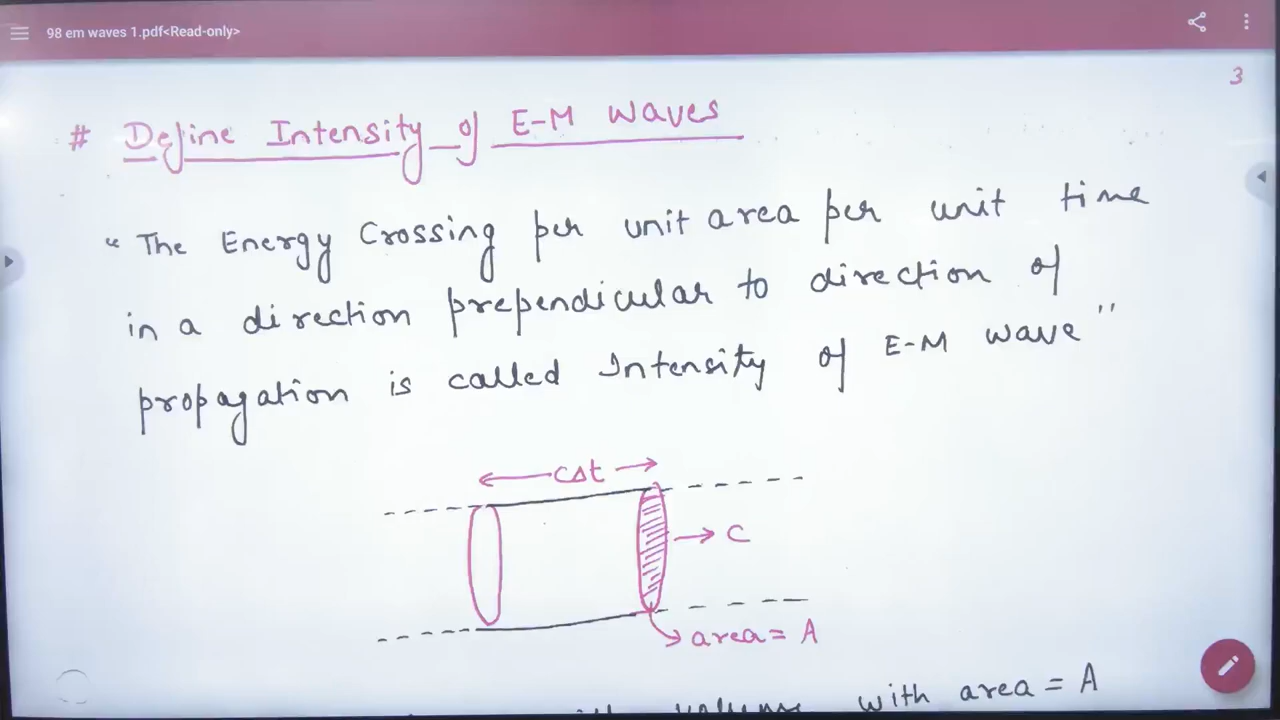 98 em waves 1.pdf<Read-only>
3
# Define Intensity of E-M Waves
“ The Energy Crossing per unit area per unit time
in a direction prependicular to direction of
propagation is called Intensity of E-M wave ”
c∆t
C
area = A
with area = A